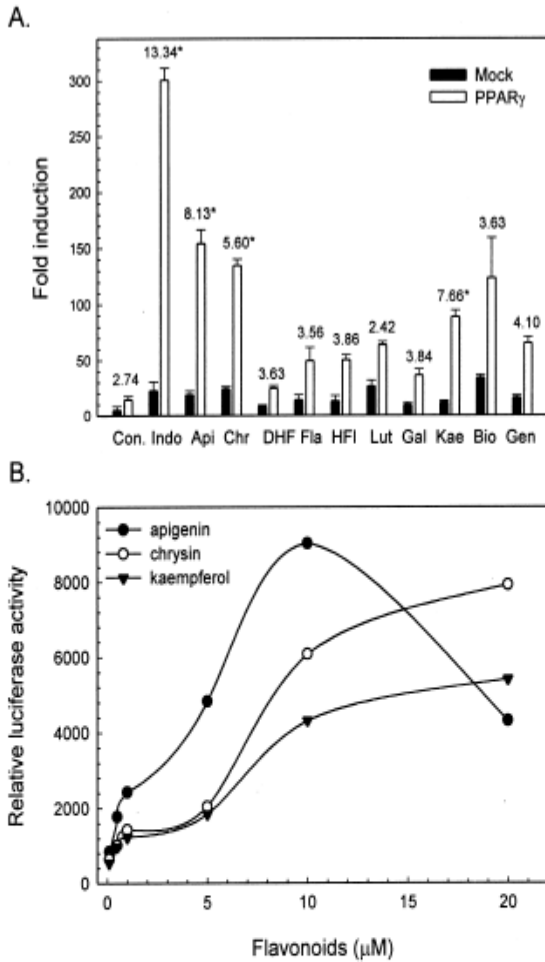 A.
13.34*
Mock
PPARγ
300
250
200
150
100
50
0
Fold induction
2.74
8.13*
5.60*
3.63
3.56
3.86
2.42
3.84
7.66*
3.63
4.10
Con. Indo Api Chr DHF Fla HFl Lut Gal Kae Bio Gen
B.
10000
8000
6000
4000
2000
0
Relative luciferase activity
apigenin
chrysin
kaempferol
0 5 10 15 20
Flavonoids (μM)